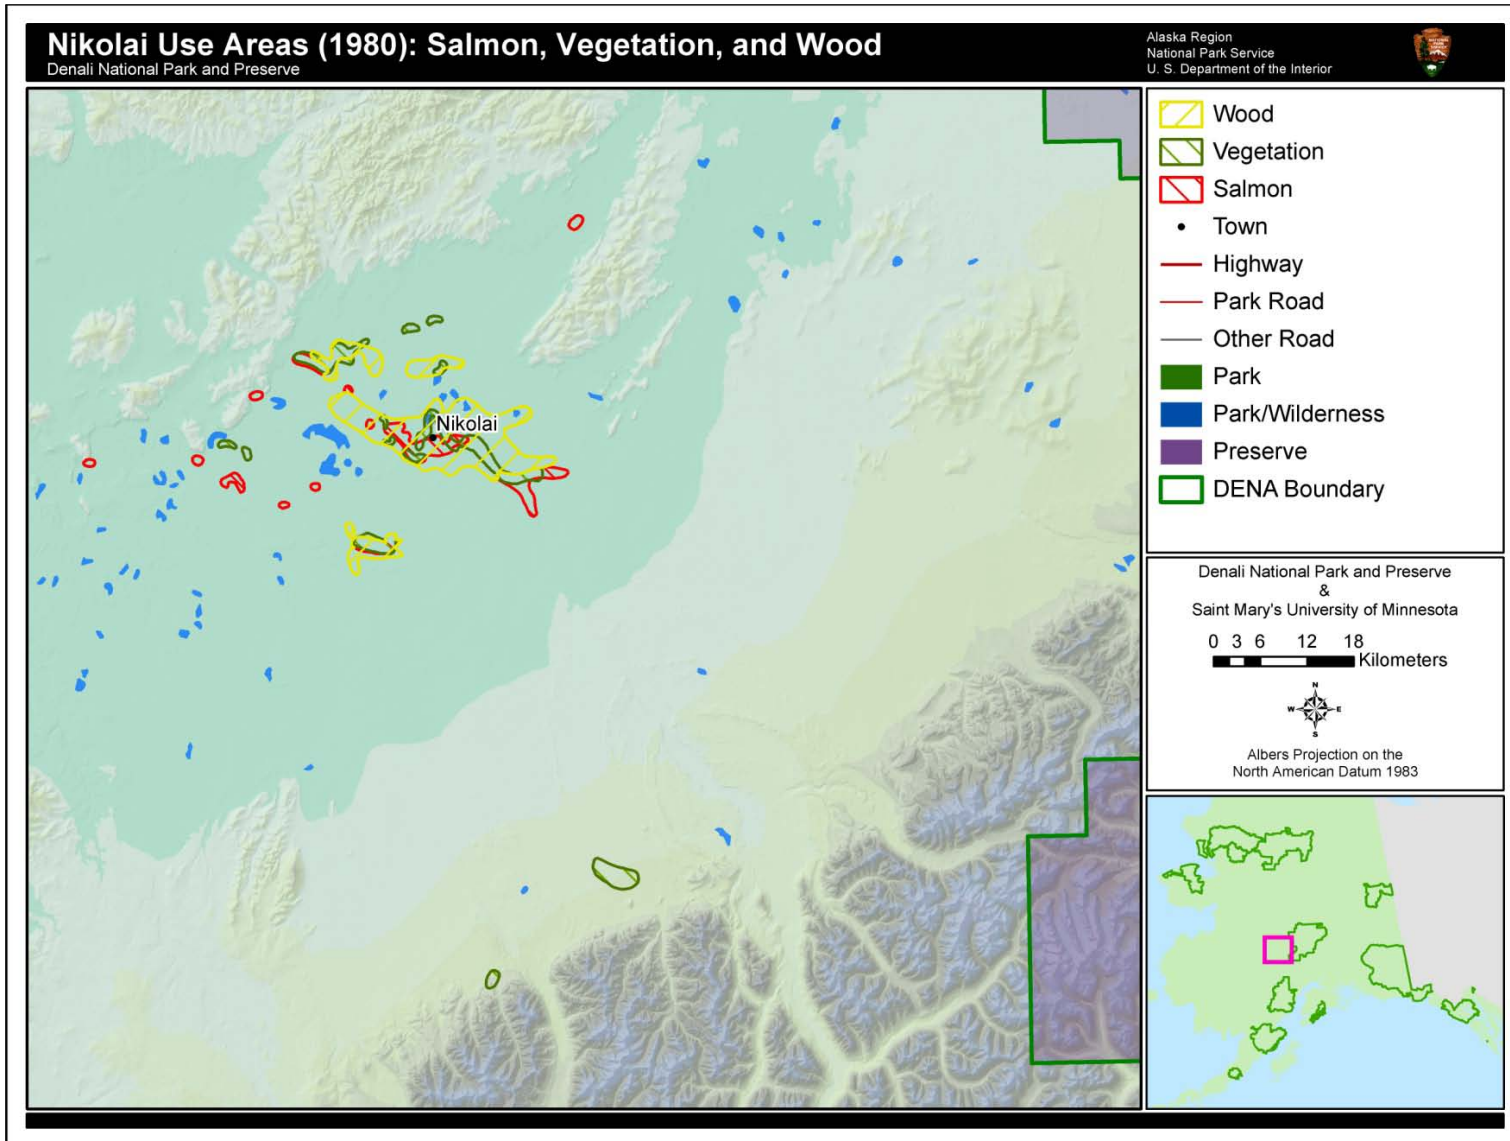 Nikolai Use Areas (1980): Salmon, Vegetation, and Wood
Denali National Park and Preserve
Alaska Region
National Park Service
U. S. Department of the Interior
Nikolai
Wood
Vegetation
Salmon
Town
Highway
Park Road
Other Road
Park
Park/Wilderness
Preserve
DENA Boundary
Denali National Park and Preserve
&
Saint Mary's University of Minnesota
0 3 6 12 18
Kilometers
N
W E
S
Albers Projection on the
North American Datum 1983